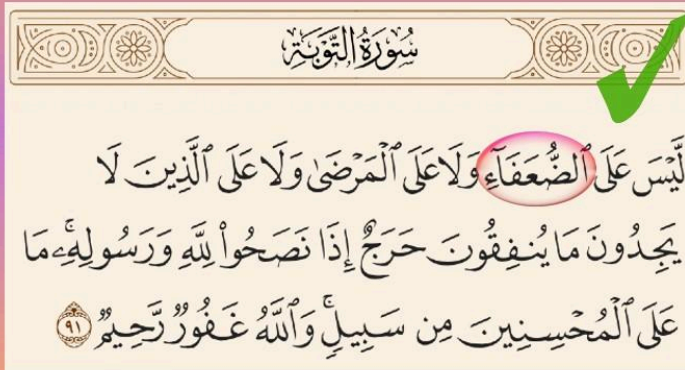 سُورَةُ التَّوْبَةِ
لَّيْسَ عَلَى ٱلضُّعَفَآءِ وَلَا عَلَى ٱلْمَرْضَىٰ وَلَا عَلَى ٱلَّذِينَ لَا
يَجِدُونَ مَا يُنفِقُونَ حَرَجٌ إِذَا نَصَحُوا۟ لِلَّهِ وَرَسُولِهِۦۚ مَا
عَلَى ٱلْمُحْسِنِينَ مِن سَبِيلٍۚ وَٱللَّهُ غَفُورٌ رَّحِيمٌ ٩١